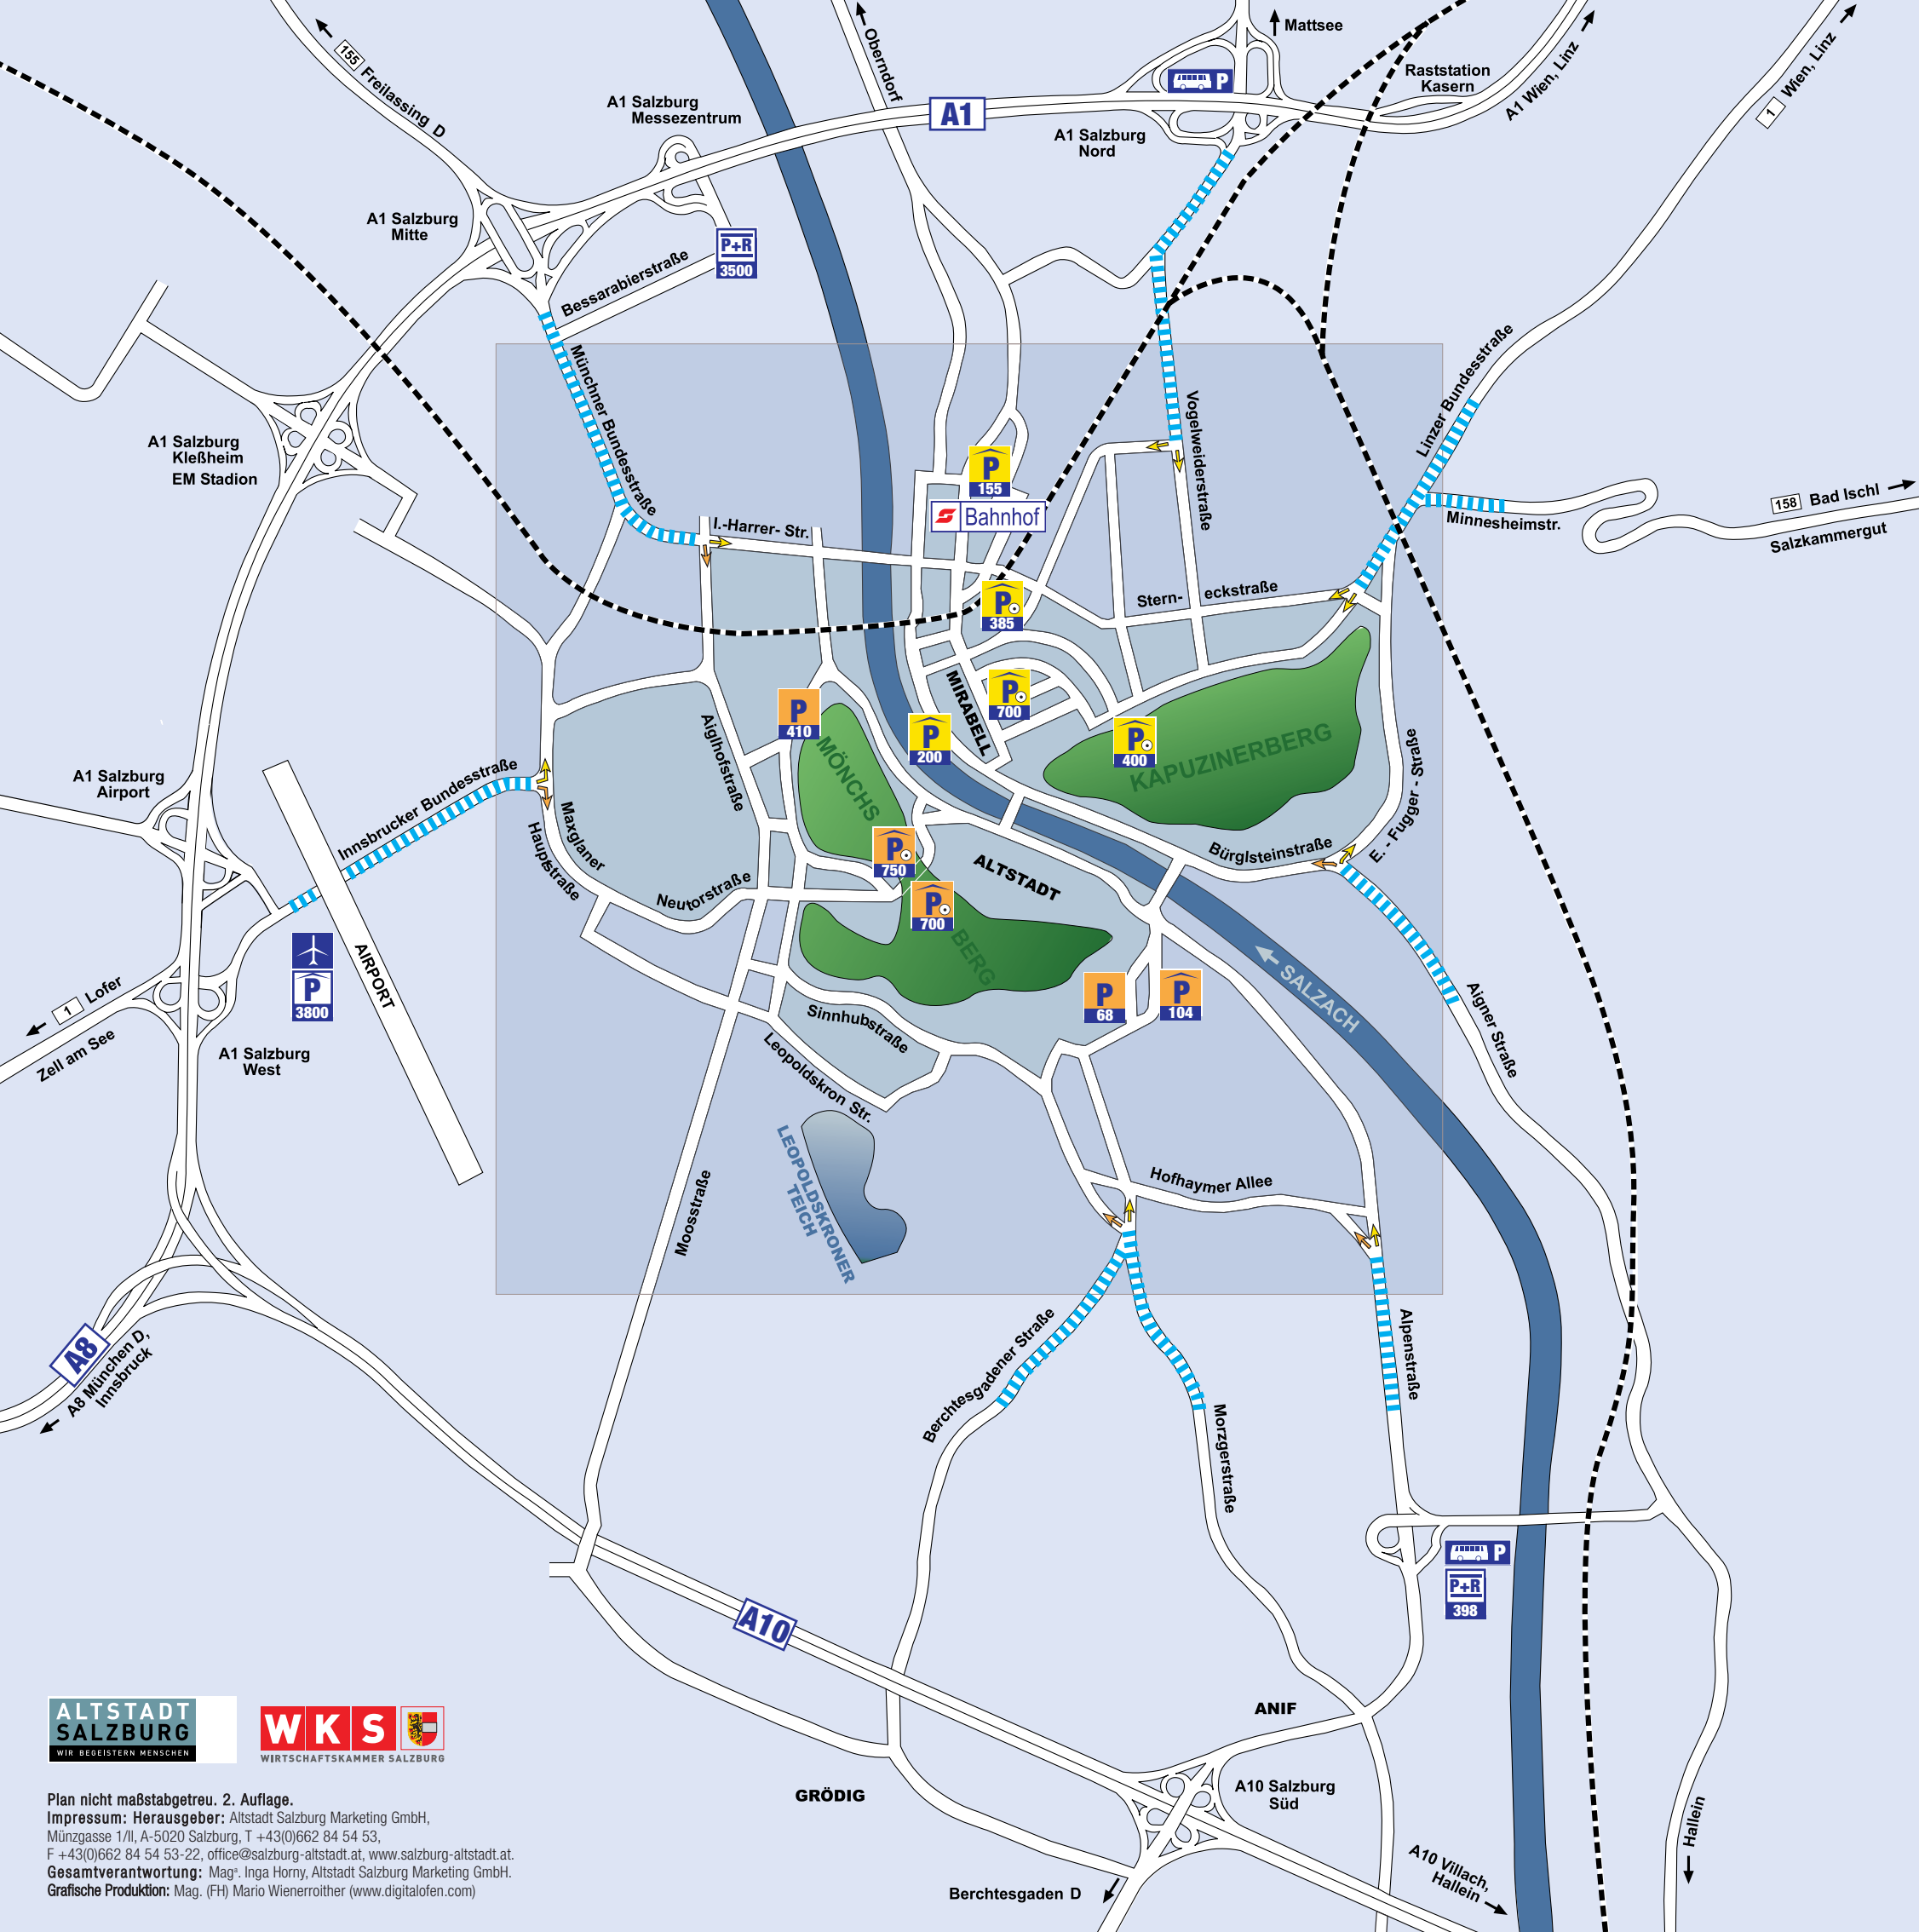 Mattsee
Oberndorf
155 Freilassing D
A1 Salzburg
Messezentrum
A1
P
A1 Salzburg
Nord
Raststation
Kasern
A1 Wien, Linz
1 Wien, Linz
A1 Salzburg
Mitte
P+R
3500
Bessarabierstraße
Münchner Bundesstraße
A1 Salzburg
Kleßheim
EM Stadion
Vogelweiderstraße
Linzer Bundesstraße
P
155
Bahnhof
I.-Harrer- Str.
Minnesheimstr.
158 Bad Ischl
Salzkammergut
Stern- eckstraße
P
385
P
700
MIRABELL
P
410
P
200
P
400
KAPUZINERBERG
MÖNCHS
BERG
Aiglhofstraße
A1 Salzburg
Airport
Innsbrucker Bundesstraße
Maxglaner
Hauptstraße
Neutorstraße
P
750
P
700
ALTSTADT
Bürglsteinstraße
E. - Fugger - Straße
SALZACH
Aigner Straße
AIRPORT
P
3800
1 Lofer
Zell am See
A1 Salzburg
West
P
68
P
104
Sinnhubstraße
Leopoldskron Str.
LEOPOLDSKRONER
TEICH
Moosstraße
Hofhaymer Allee
Berchtesgadener Straße
Morzgerstraße
Alpenstraße
A8
A8 München D,
Innsbruck
P
P+R
398
A10
ANIF
GRÖDIG
A10 Salzburg
Süd
Berchtesgaden D
A10 Villach,
Hallein
Hallein
ALTSTADT
SALZBURG
WIR BEGEISTERN MENSCHEN
WKS
WIRTSCHAFTSKAMMER SALZBURG
Plan nicht maßstabgetreu. 2. Auflage.
Impressum: Herausgeber: Altstadt Salzburg Marketing GmbH,
Münzgasse 1/II, A-5020 Salzburg, T +43(0)662 84 54 53,
F +43(0)662 84 54 53-22, office@salzburg-altstadt.at, www.salzburg-altstadt.at.
Gesamtverantwortung: Magª. Inga Horny, Altstadt Salzburg Marketing GmbH.
Grafische Produktion: Mag. (FH) Mario Wienerroither (www.digitalofen.com)